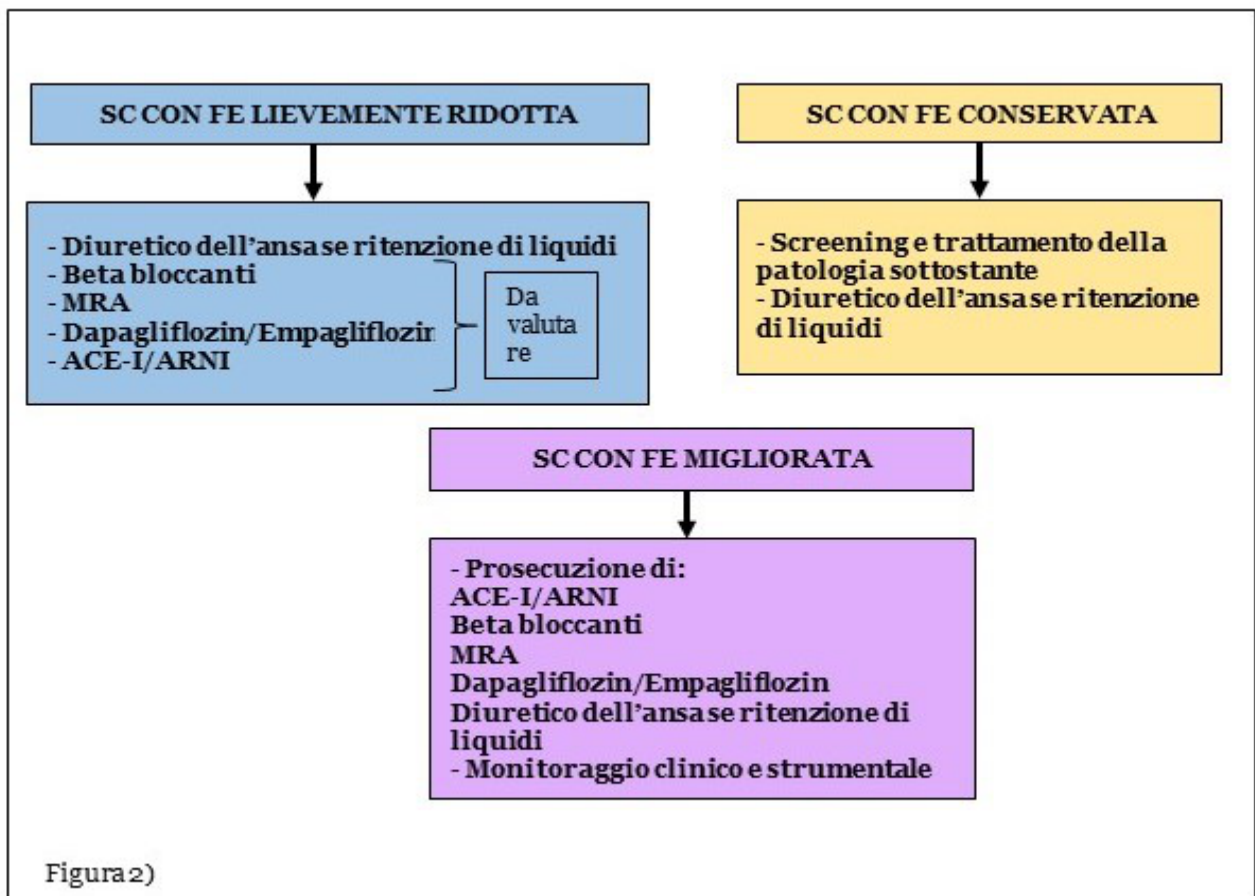 SC CON FE LIEVEMENTE RIDOTTA
- Diuretico dell'ansa se ritenzione di liquidi
- Beta bloccanti
- MRA
- Dapagliflozin/Empagliflozin
- ACE-I/ARNI
Da
valuta
re
SC CON FE CONSERVATA
- Screening e trattamento della
patologia sottostante
- Diuretico dell'ansa se ritenzione
di liquidi
SC CON FE MIGLIORATA
- Prosecuzione di:
ACE-I/ARNI
Beta bloccanti
MRA
Dapagliflozin/Empagliflozin
Diuretico dell'ansa se ritenzione di
liquidi
- Monitoraggio clinico e strumentale
Figura 2)